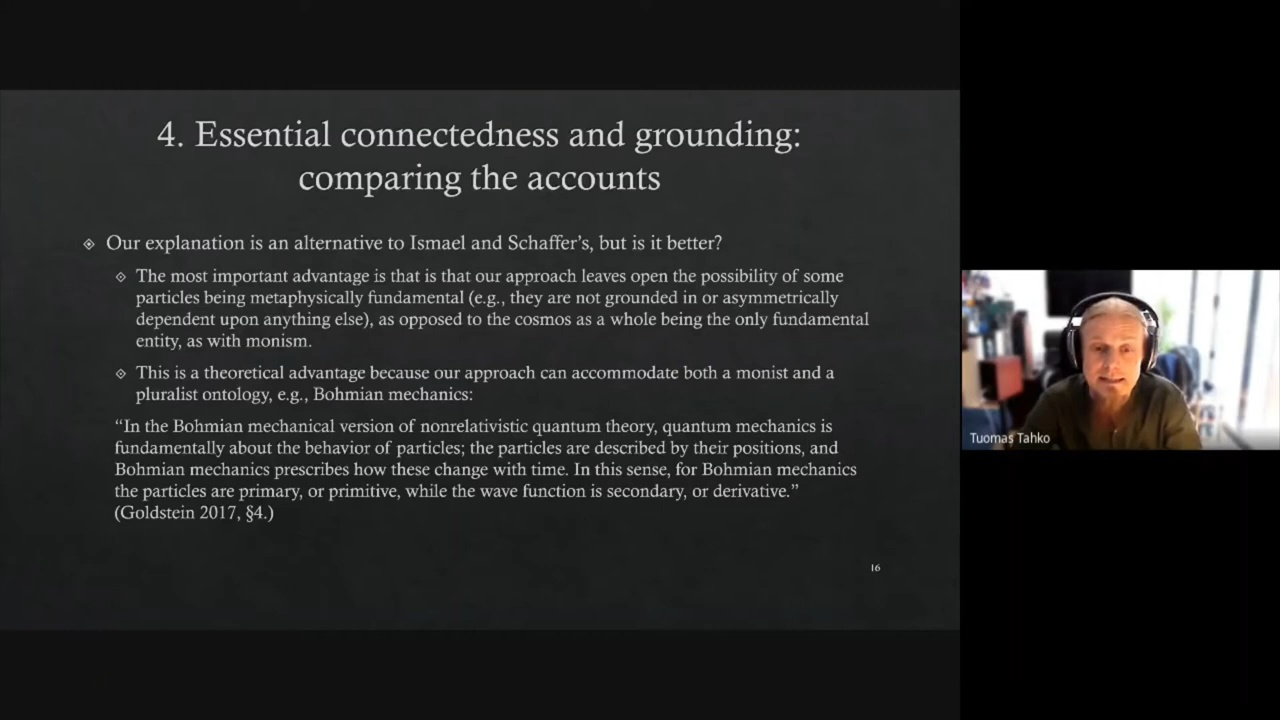 4. Essential connectedness and grounding:
comparing the accounts
Our explanation is an alternative to Ismael and Schaffer’s, but is it better?
The most important advantage is that is that our approach leaves open the possibility of some
particles being metaphysically fundamental (e.g., they are not grounded in or asymmetrically
dependent upon anything else), as opposed to the cosmos as a whole being the only fundamental
entity, as with monism.
This is a theoretical advantage because our approach can accommodate both a monist and a
pluralist ontology, e.g., Bohmian mechanics:
“In the Bohmian mechanical version of nonrelativistic quantum theory, quantum mechanics is
fundamentally about the behavior of particles; the particles are described by their positions, and
Bohmian mechanics prescribes how these change with time. In this sense, for Bohmian mechanics
the particles are primary, or primitive, while the wave function is secondary, or derivative.”
(Goldstein 2017, §4.)
16
Tuomas Tahko